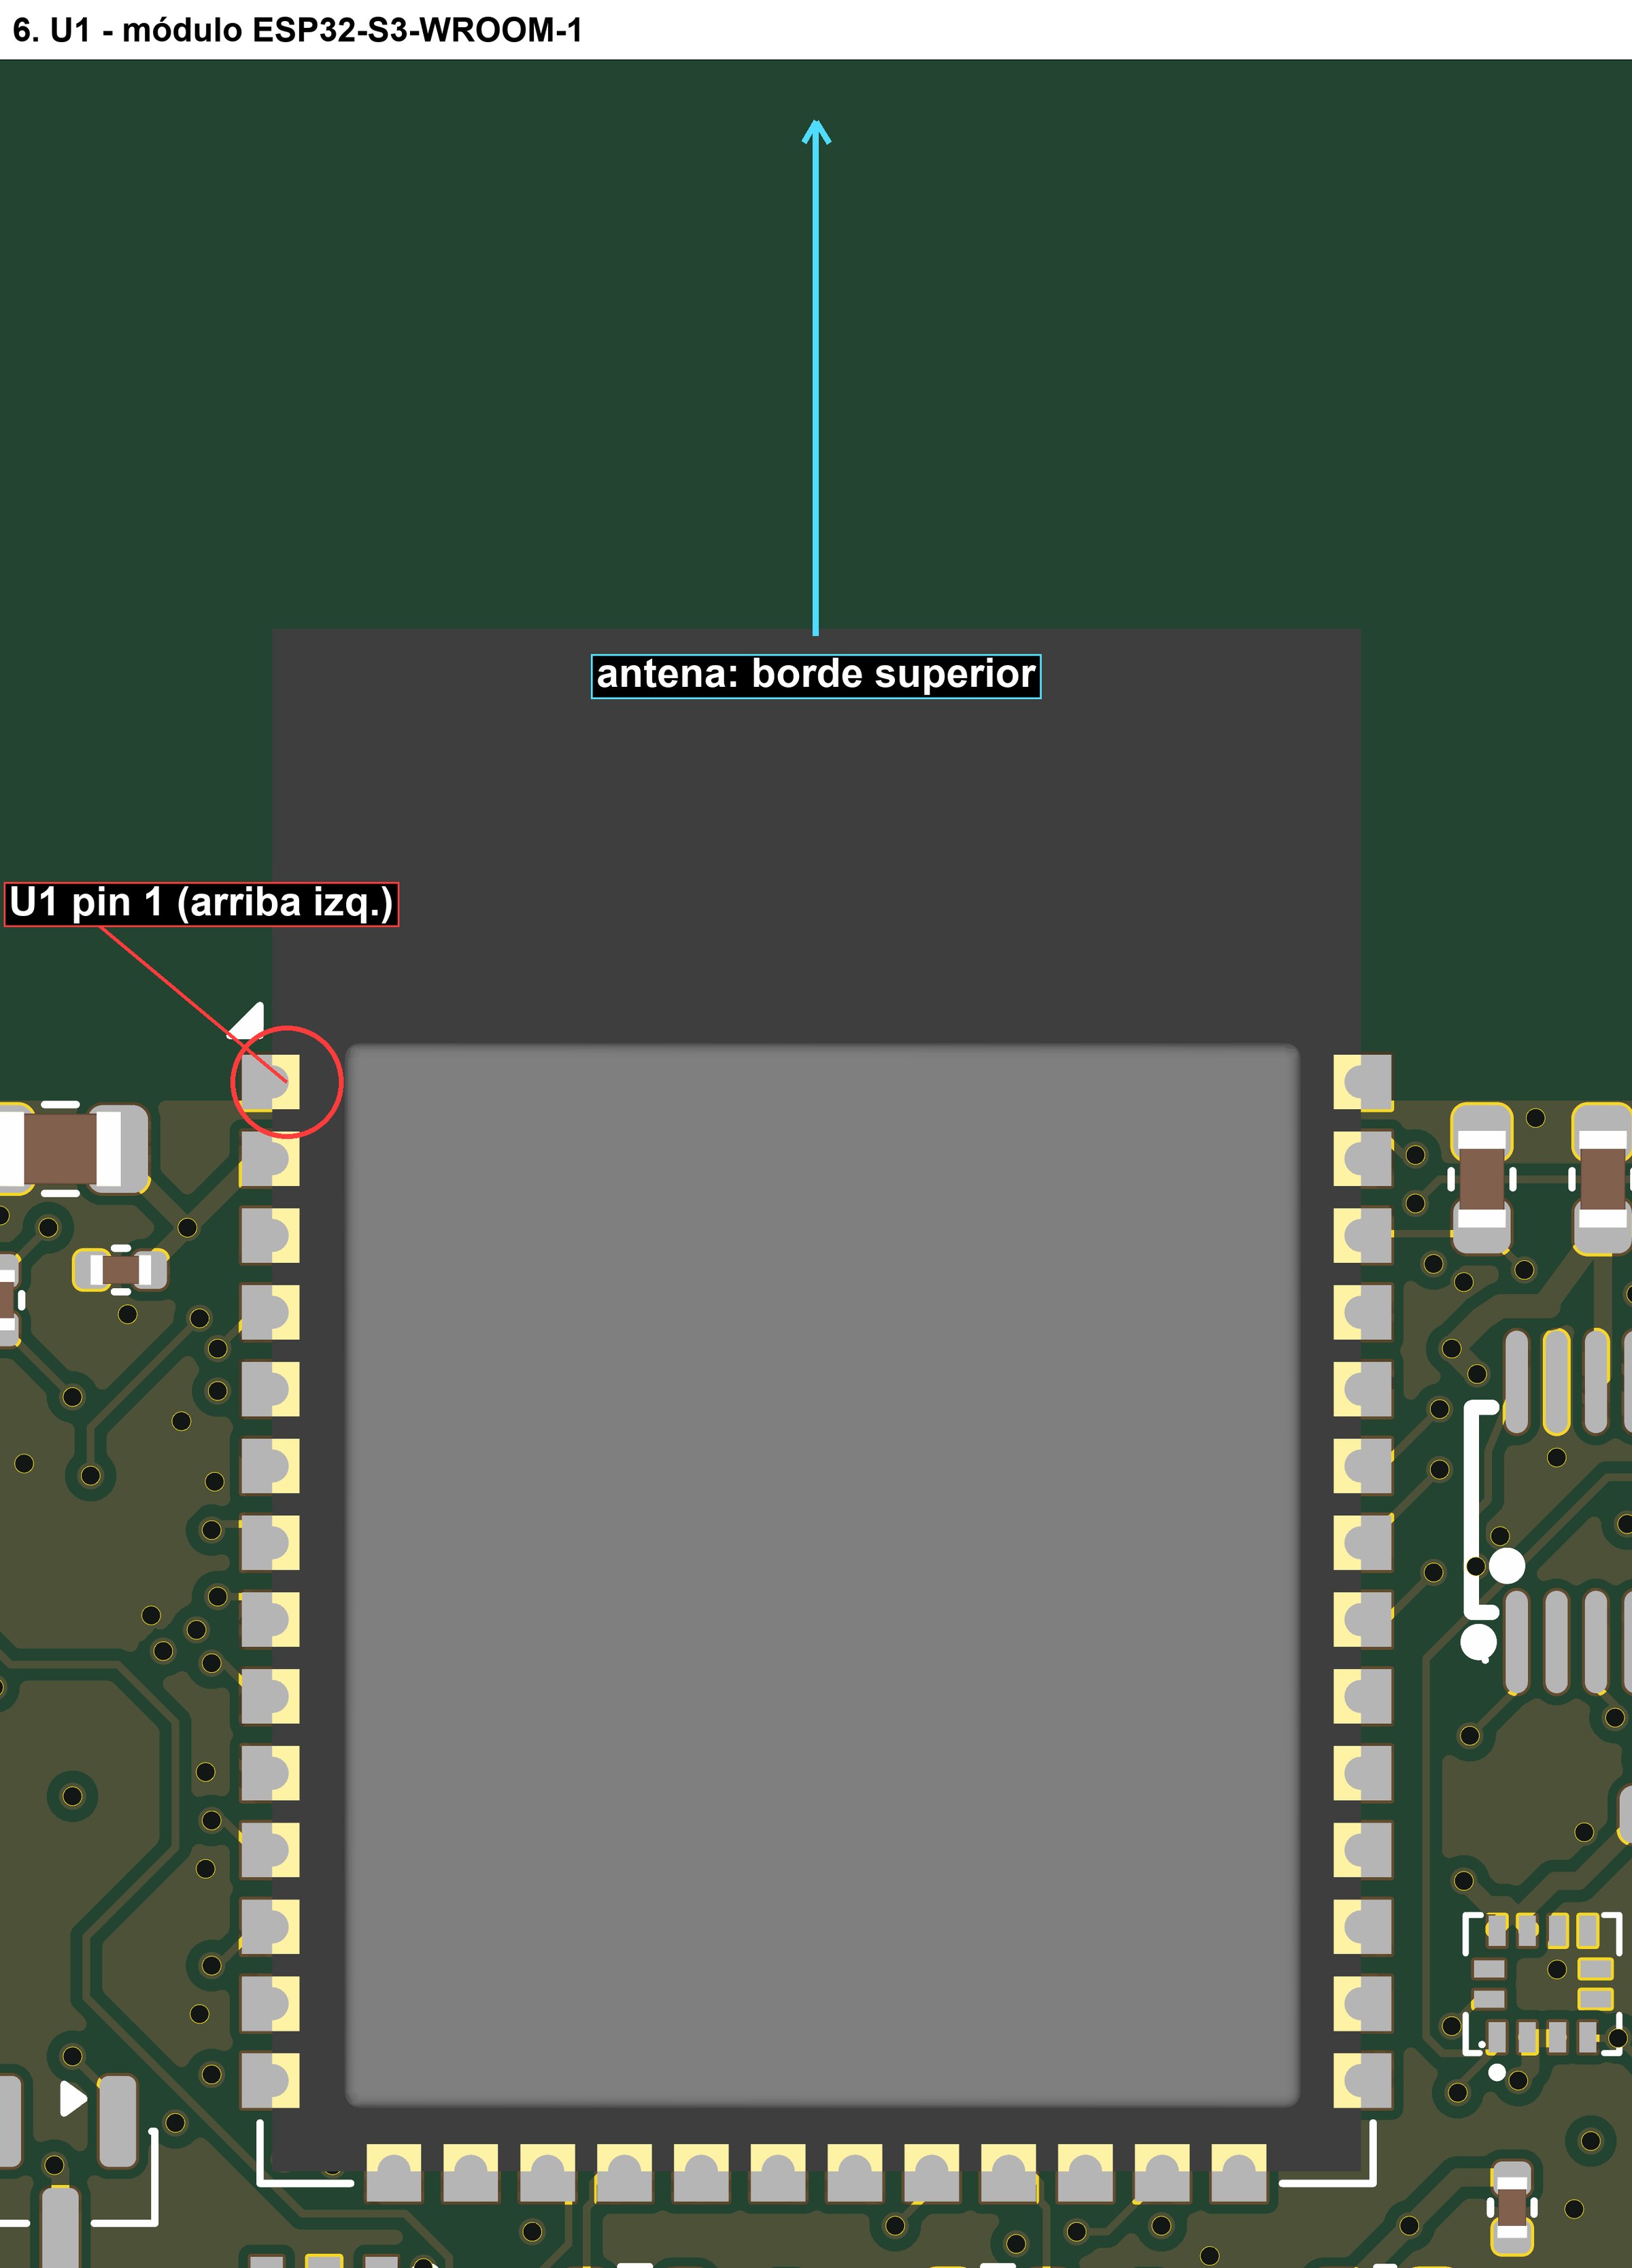 6. U1 - módulo ESP32-S3-WROOM-1
antena: borde superior
U1 pin 1 (arriba izq.)